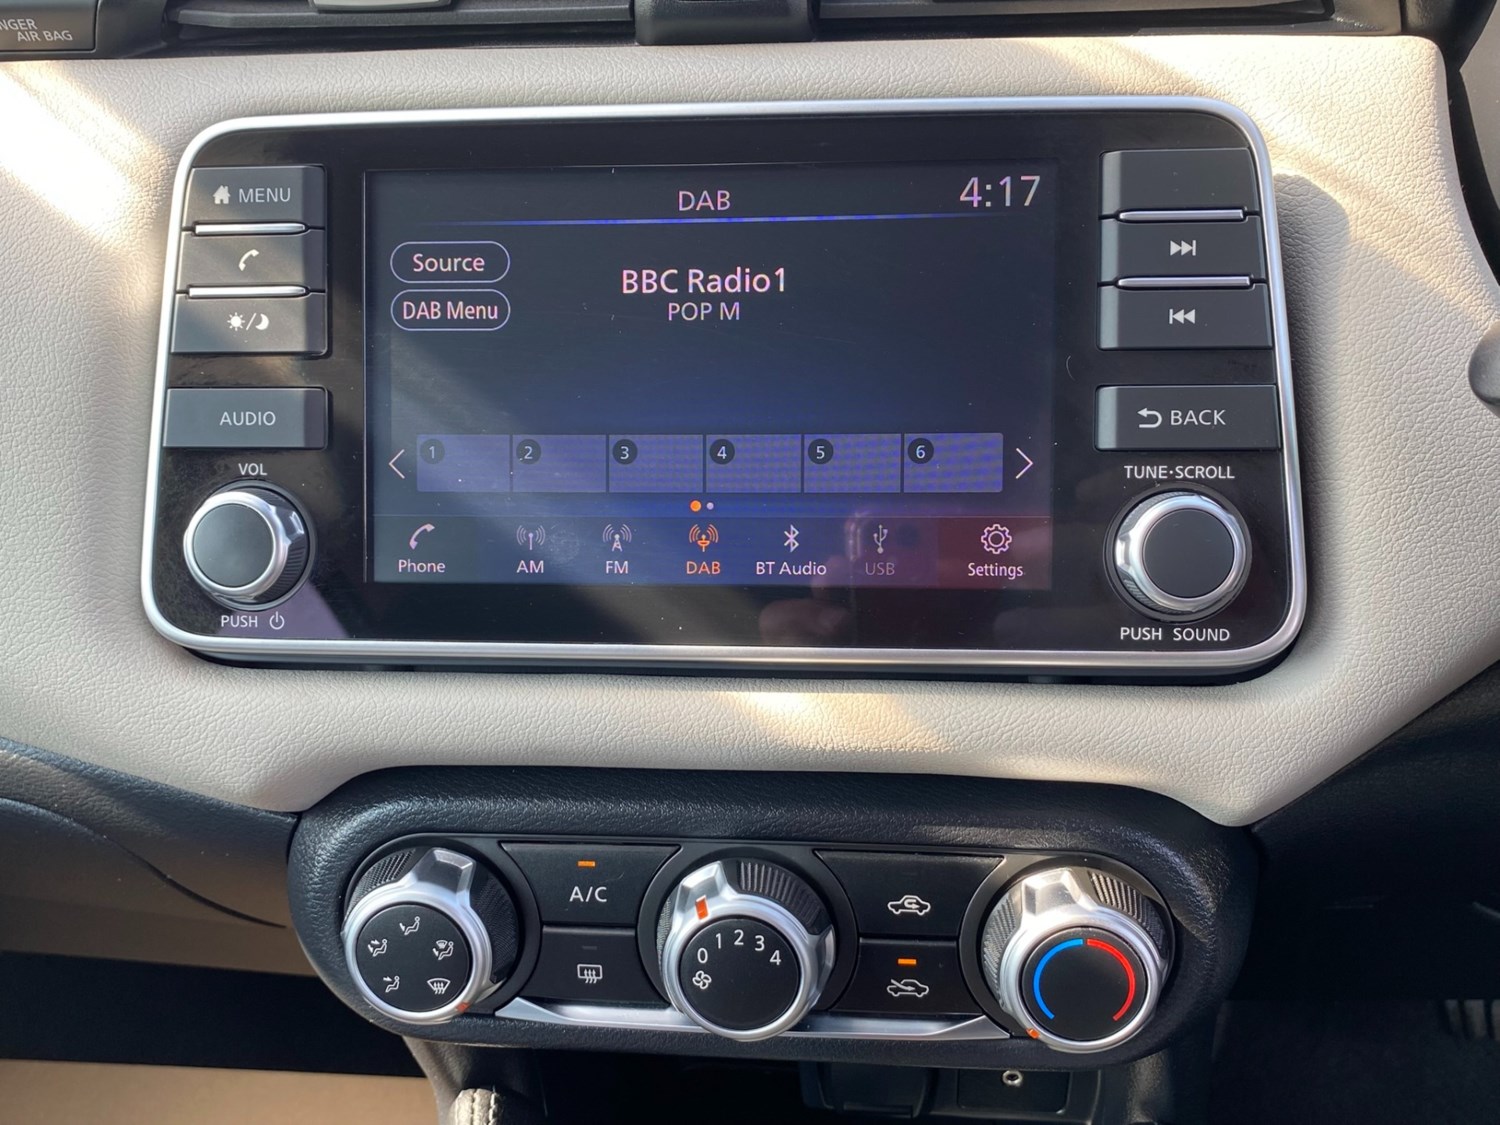 AIR BAG
MENU
AUDIO
VOL
PUSH
DAB
4:17
Source
DAB Menu
BBC Radio1
POP M
1 2 3 4 5 6
Phone AM FM DAB BT Audio USB Settings
BACK
TUNE·SCROLL
PUSH SOUND
A/C
0 1 2 3 4